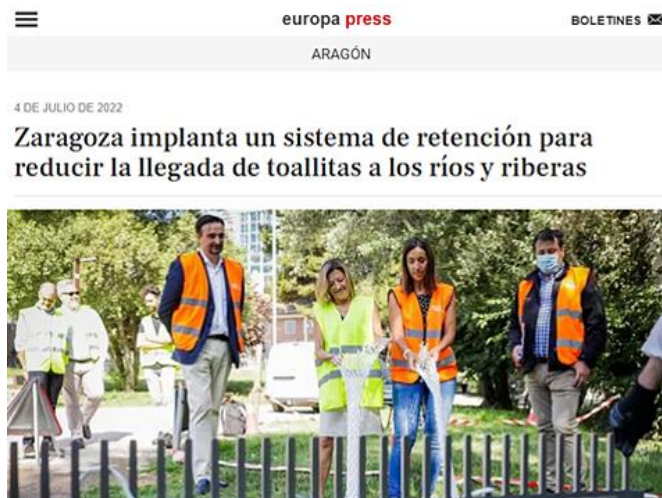 europa press
BOLETINES
ARAGÓN
4 DE JULIO DE 2022
Zaragoza implanta un sistema de retención para
reducir la llegada de toallitas a los ríos y riberas